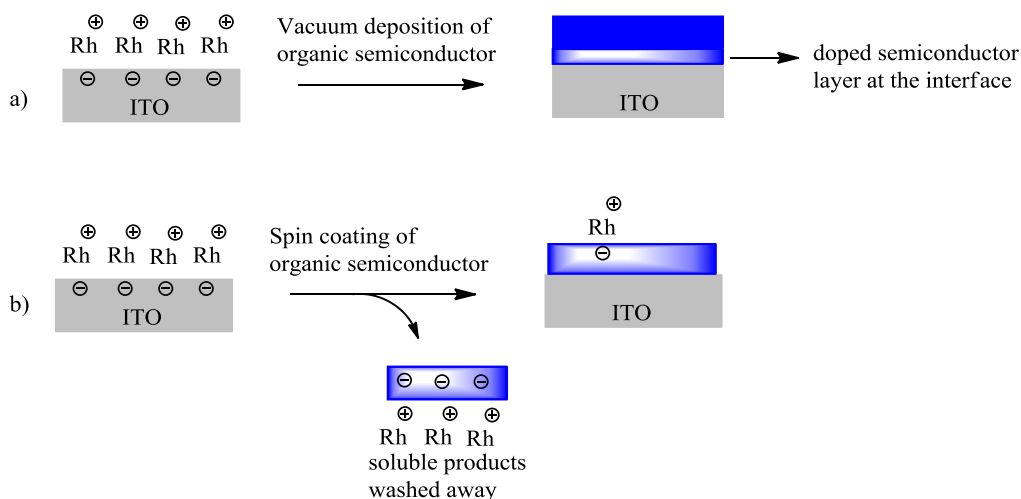 ⊕ ⊕ ⊕ ⊕
Rh Rh Rh Rh
⊖ ⊖ ⊖ ⊖
ITO
a)
Vacuum deposition of
organic semiconductor
ITO
doped semiconductor
layer at the interface
⊕ ⊕ ⊕ ⊕
Rh Rh Rh Rh
⊖ ⊖ ⊖ ⊖
ITO
b)
Spin coating of
organic semiconductor
⊕
Rh
⊖
ITO
⊖ ⊖ ⊖
⊕ ⊕ ⊕
Rh Rh Rh
soluble products
washed away